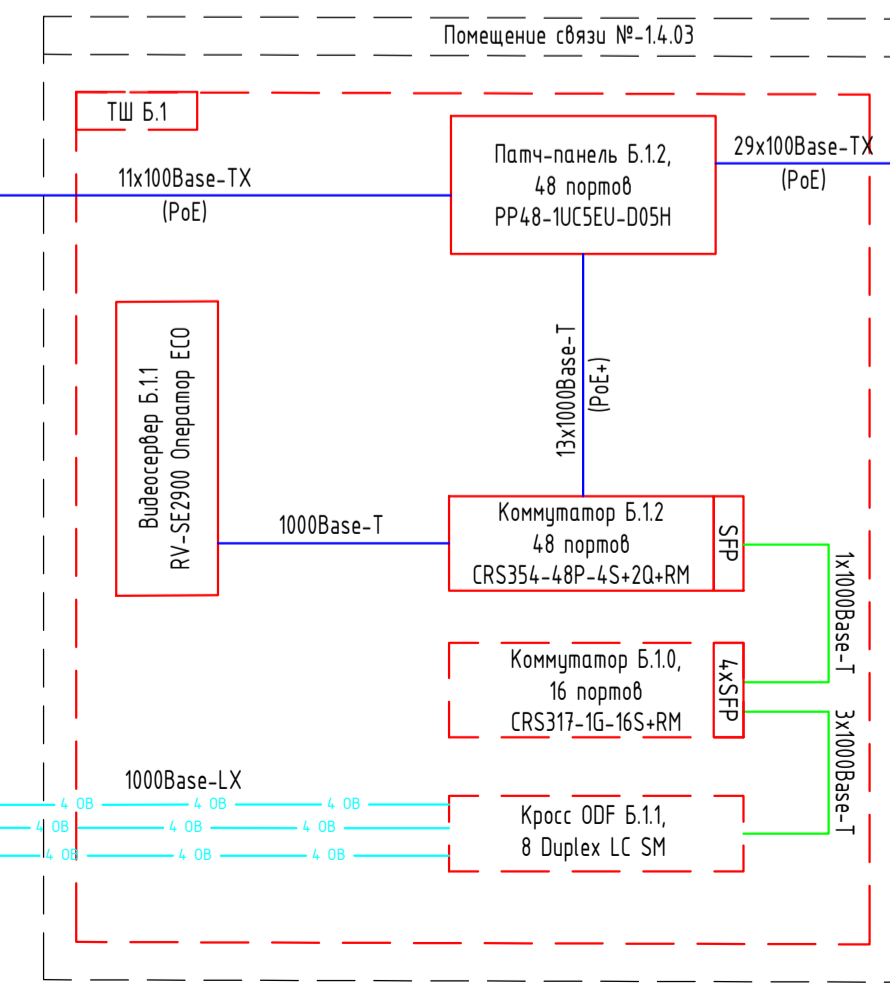 Помещение связи №-1.4.03
ТШ Б.1
Патч-панель Б.1.2,
48 портов
PP48-1UC5EU-D05H
11x100Base-TX
(PoE)
29x100Base-TX
(PoE)
13x1000Base-T
(PoE+)
Видеосервер Б.1.1
RV-SE2900 Оператор ECO
1000Base-T
Коммутатор Б.1.2
48 портов
CRS354-48P-4S+2Q+RM
SFP
1x1000Base-T
Коммутатор Б.1.0,
16 портов
CRS317-1G-16S+RM
4xSFP
3x1000Base-T
1000Base-LX
4 ОВ 4 ОВ 4 ОВ
4 ОВ 4 ОВ 4 ОВ
4 ОВ 4 ОВ 4 ОВ
Кросс ODF Б.1.1,
8 Duplex LC SM